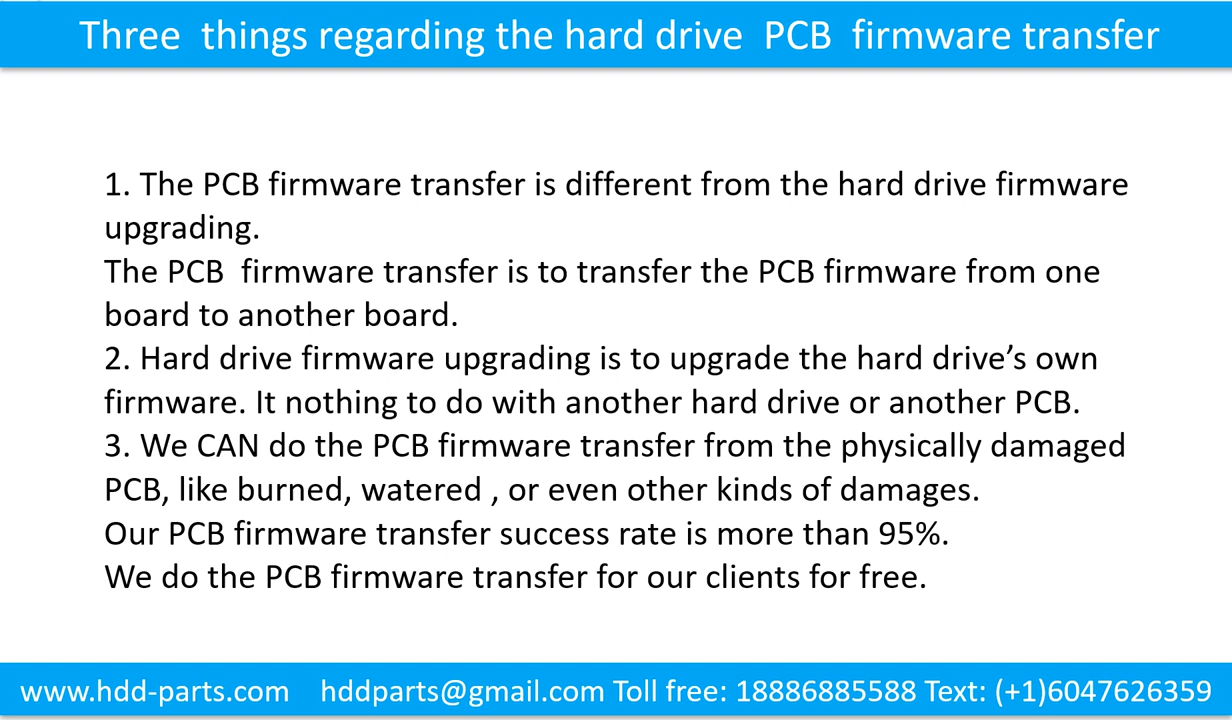 Three  things regarding the hard drive  PCB  firmware transfer
1. The PCB firmware transfer is different from the hard drive firmware
upgrading.
The PCB  firmware transfer is to transfer the PCB firmware from one
board to another board.
2. Hard drive firmware upgrading is to upgrade the hard drive’s own
firmware. It nothing to do with another hard drive or another PCB.
3. We CAN do the PCB firmware transfer from the physically damaged
PCB, like burned, watered , or even other kinds of damages.
Our PCB firmware transfer success rate is more than 95%.
We do the PCB firmware transfer for our clients for free.
www.hdd-parts.com    hddparts@gmail.com Toll free: 18886885588 Text: (+1)6047626359